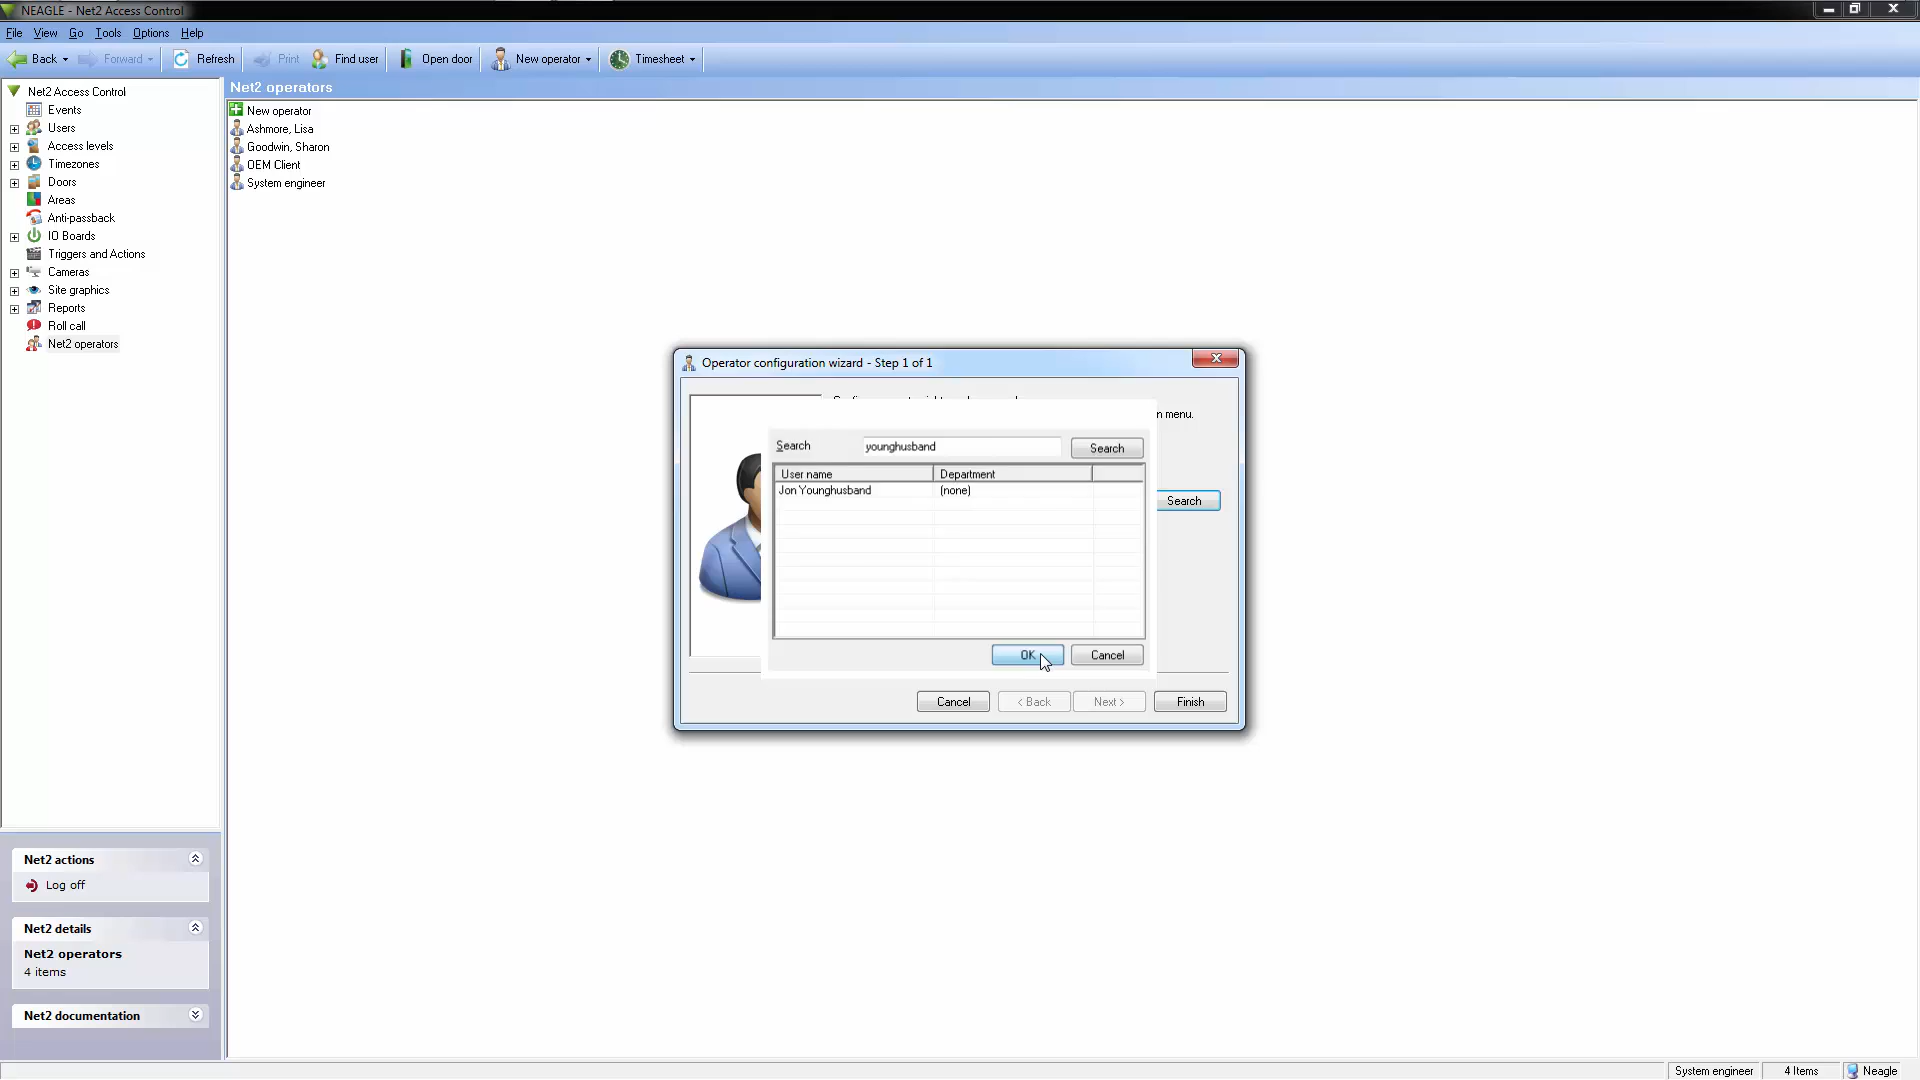 NEAGLE - Net2 Access Control
File View Go Tools Options Help
Back Forward Refresh Print Find user Open door New operator Timesheet
Net2 Access Control
Events
Users
Access levels
Timezones
Doors
Areas
Anti-passback
IO Boards
Triggers and Actions
Cameras
Site graphics
Reports
Roll call
Net2 operators
Net2 operators
New operator
Ashmore, Lisa
Goodwin, Sharon
OEM Client
System engineer
Operator configuration wizard - Step 1 of 1
n menu.
Search younghusband Search
User name Department
Jon Younghusband (none)
Search
OK Cancel
Cancel < Back Next > Finish
Net2 actions
Log off
Net2 details
Net2 operators
4 items
Net2 documentation
System engineer 4 Items Neagle